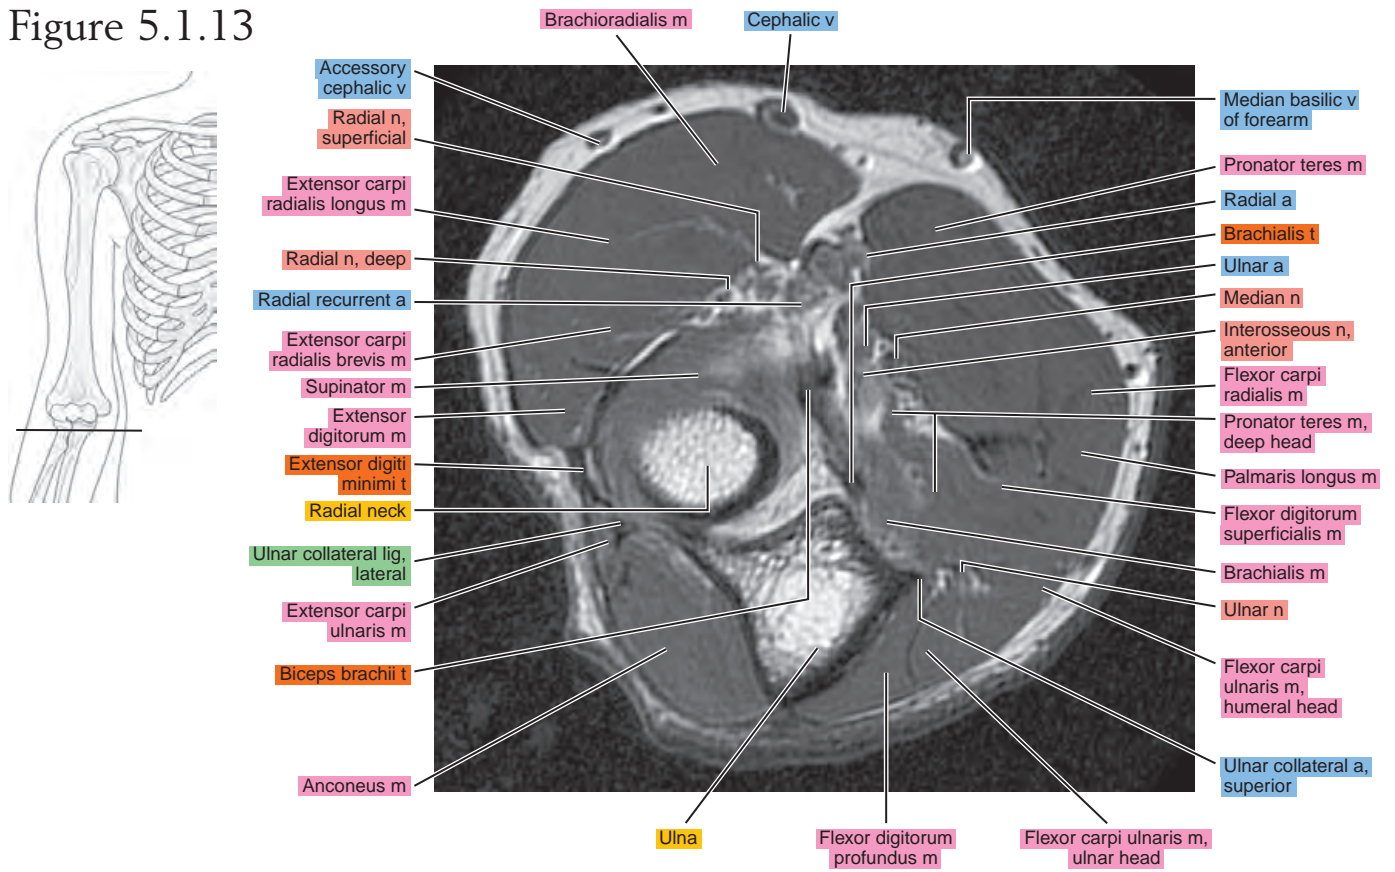 Figure 5.1.13
Brachioradialis m
Cephalic v
Accessory
cephalic v
Radial n,
superficial
Extensor carpi
radialis longus m
Radial n, deep
Radial recurrent a
Extensor carpi
radialis brevis m
Supinator m
Extensor
digitorum m
Extensor digiti
minimi t
Radial neck
Ulnar collateral lig,
lateral
Extensor carpi
ulnaris m
Biceps brachii t
Anconeus m
Median basilic v
of forearm
Pronator teres m
Radial a
Brachialis t
Ulnar a
Median n
Interosseous n,
anterior
Flexor carpi
radialis m
Pronator teres m,
deep head
Palmaris longus m
Flexor digitorum
superficialis m
Brachialis m
Ulnar n
Flexor carpi
ulnaris m,
humeral head
Ulnar collateral a,
superior
Ulna
Flexor digitorum
profundus m
Flexor carpi ulnaris m,
ulnar head